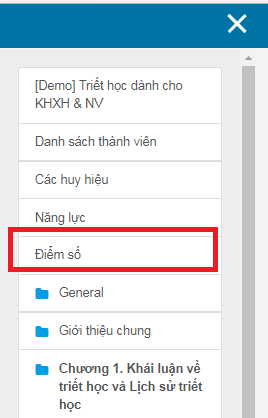 [Demo] Triết học dành cho
KHXH & NV
Danh sách thành viên
Các huy hiệu
Năng lực
Điểm số
General
Giới thiệu chung
Chương 1. Khái luận về
triết học và Lịch sử triết
học